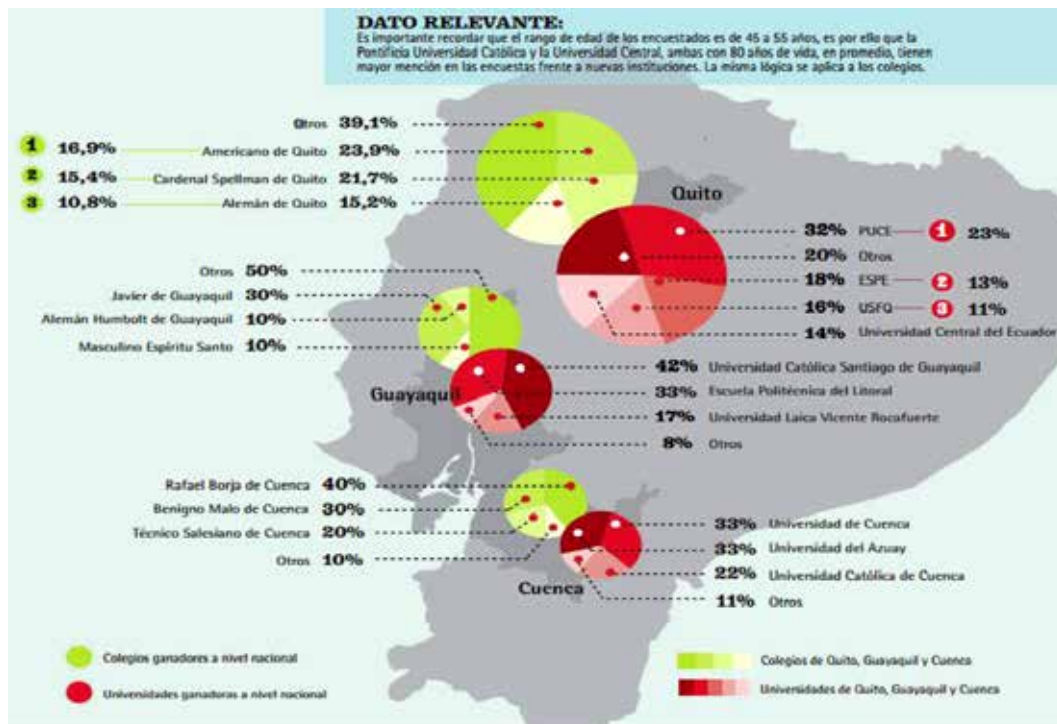 DATO RELEVANTE:
Es importante recordar que el rango de edad de los encuestados es de 45 a 55 años, es por ello que la
Pontificia Universidad Católica y la Universidad Central, ambas con 80 años de vida, en promedio, tienen
mayor mención en las encuestas frente a nuevas instituciones. La misma lógica se aplica a los colegios.
Otros 39,1%
1 16,9% Americano de Quito 23,9%
2 15,4% Cardenal Spellman de Quito 21,7%
3 10,8% Alemán de Quito 15,2%
Quito
32% PUCE 1 23%
20% Otros
18% ESPE 2 13%
16% USFQ 3 11%
14% Universidad Central del Ecuador
Otros 50%
Javier de Guayaquil 30%
Alemán Humbolt de Guayaquil 10%
Masculino Espíritu Santo 10%
Guayaquil
42% Universidad Católica Santiago de Guayaquil
33% Escuela Politécnica del Litoral
17% Universidad Laica Vicente Rocafuerte
8% Otros
Rafael Borja de Cuenca 40%
Benigno Malo de Cuenca 30%
Técnico Salesiano de Cuenca 20%
Otros 10%
Cuenca
33% Universidad de Cuenca
33% Universidad del Azuay
22% Universidad Católica de Cuenca
11% Otros
Colegios ganadores a nivel nacional
Universidades ganadoras a nivel nacional
Colegios de Quito, Guayaquil y Cuenca
Universidades de Quito, Guayaquil y Cuenca